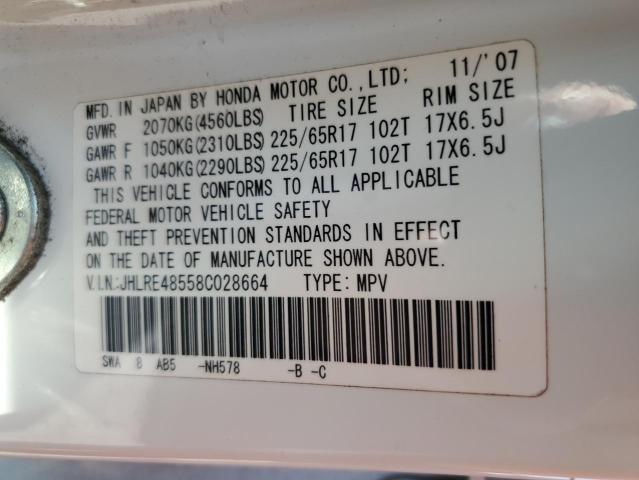 MFD. IN JAPAN BY HONDA MOTOR CO.,LTD: 11/'07
GVWR 2070KG(4560LBS) TIRE SIZE RIM SIZE
GAWR F 1050KG(2310LBS) 225/65R17 102T 17X6.5J
GAWR R 1040KG(2290LBS) 225/65R17 102T 17X6.5J
THIS VEHICLE CONFORMS TO ALL APPLICABLE
FEDERAL MOTOR VEHICLE SAFETY
AND THEFT PREVENTION STANDARDS IN EFFECT
ON THE DATE OF MANUFACTURE SHOWN ABOVE.
V.I.N.:JHLRE48558C028664 TYPE: MPV
SWA 8 AB5 -NH578 -B -C